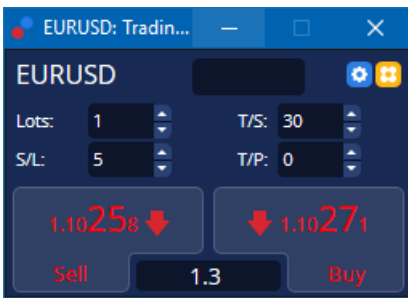 EURUSD: Tradin...
EURUSD
Lots: 1 T/S: 30
S/L: 5 T/P: 0
1.10258 1.10271
Sell 1.3 Buy